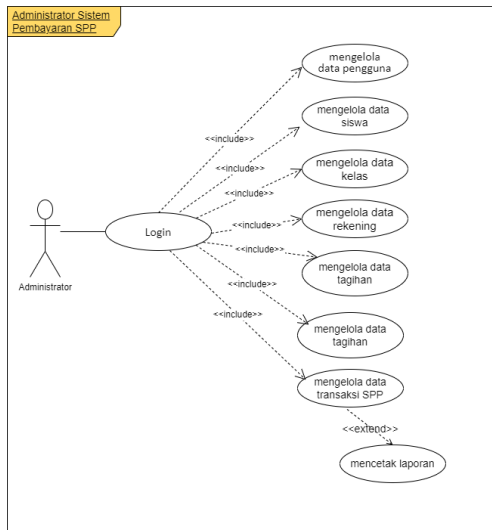 Administrator Sistem
Pembayaran SPP
mengelola
data pengguna
mengelola data
siswa
<<include>>
<<include>>
mengelola data
kelas
<<include>>
mengelola data
rekening
<<include>>
Login
<<include>>
mengelola data
tagihan
Administrator
<<include>>
<<include>>
mengelola data
tagihan
mengelola data
transaksi SPP
<<extend>>
mencetak laporan